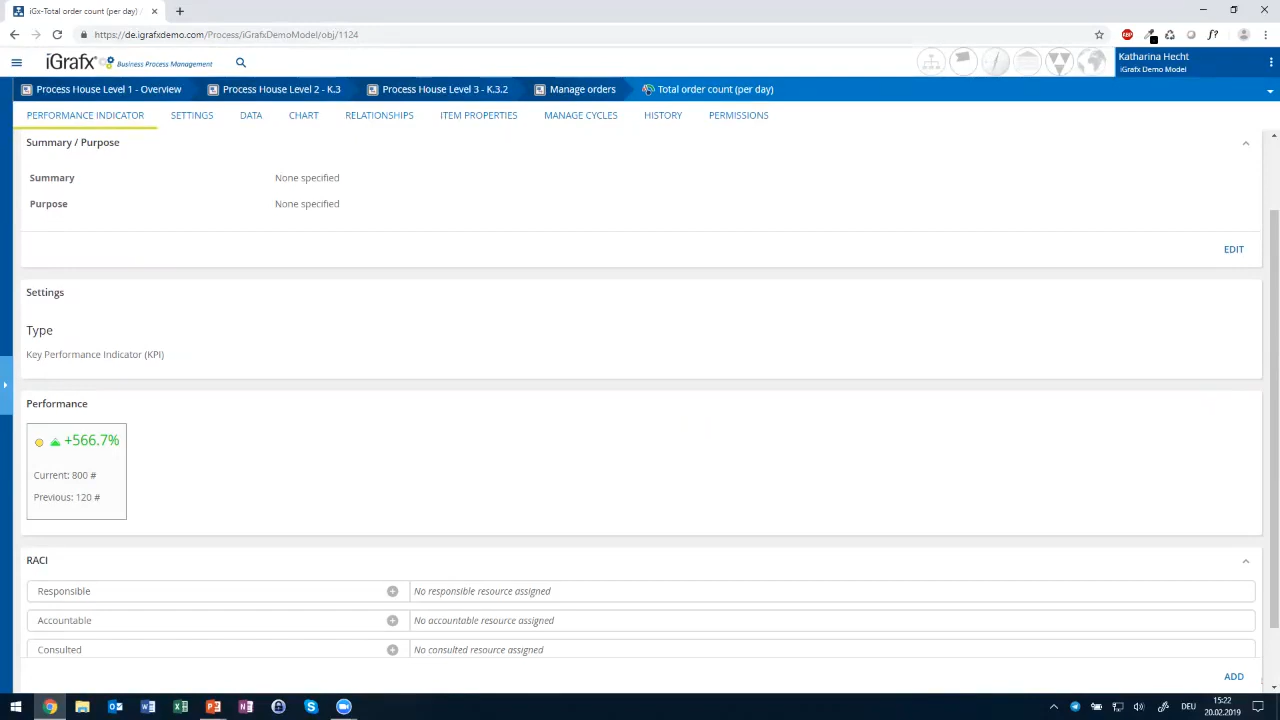 iGx-Total order count (per day) /
https://de.igrafxdemo.com/Process/iGrafxDemoModel/obj/1124
ABP
f?
iGrafx Business Process Management
Katharina Hecht
iGrafx Demo Model
Process House Level 1 - Overview
Process House Level 2 - K.3
Process House Level 3 - K.3.2
Manage orders
Total order count (per day)
PERFORMANCE INDICATOR
SETTINGS
DATA
CHART
RELATIONSHIPS
ITEM PROPERTIES
MANAGE CYCLES
HISTORY
PERMISSIONS
Summary / Purpose
Summary
None specified
Purpose
None specified
EDIT
Settings
Type
Key Performance Indicator (KPI)
Performance
+566.7%
Current: 800 #
Previous: 120 #
RACI
Responsible
No responsible resource assigned
Accountable
No accountable resource assigned
Consulted
No consulted resource assigned
ADD
DEU
15:22
20.02.2019